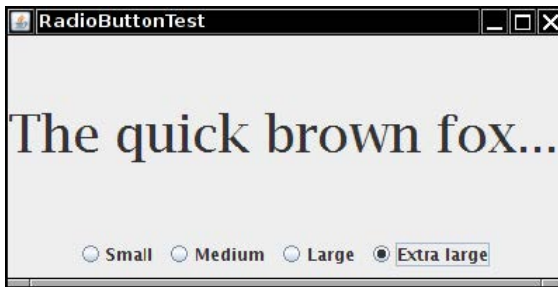 RadioButtonTest
The quick brown fox...
Small Medium Large Extra large